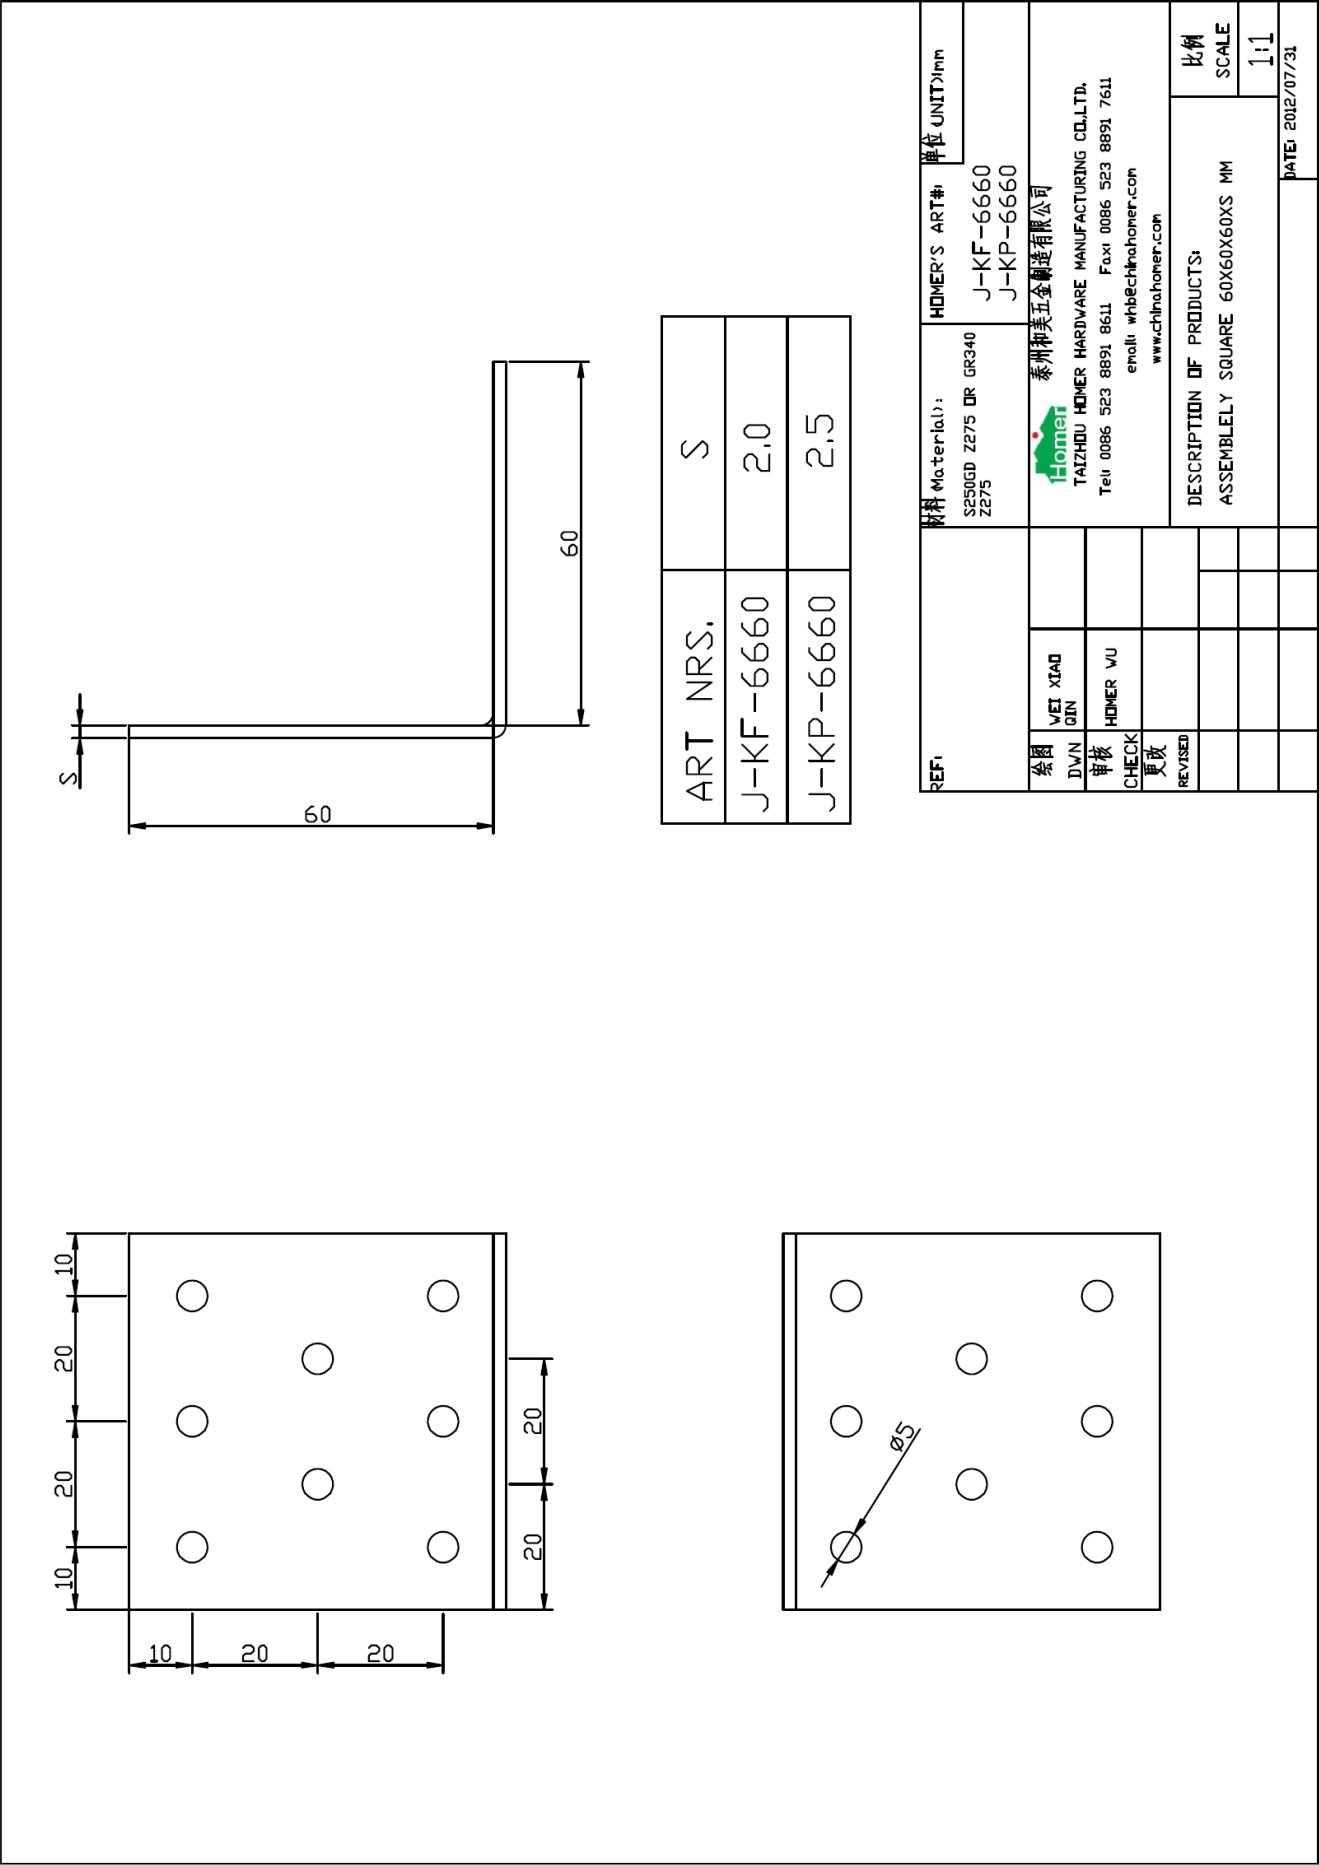 S
60
60
10
20
20
10
10
20
20
20
20
ø5
ART NRS. S
J-KF-6660 2.0
J-KP-6660 2.5
REF:
材料 (Material):
S250GD Z275 OR GR340
Z275
HOMER'S ART#:
J-KF-6660
J-KP-6660
单位 (UNIT):mm
Homer
泰州和美五金制造有限公司
TAIZHOU HOMER HARDWARE MANUFACTURING CO.,LTD.
Tel: 0086 523 8891 8611 Fax: 0086 523 8891 7611
email: whb@chinahomer.com
www.chinahomer.com
绘图
DWN
WEI XIAO
QIN
审核
CHECK
HOMER WU
更改
REVISED
DESCRIPTION OF PRODUCTS:
ASSEMBLELY SQUARE 60X60X60XS MM
比例
SCALE
1:1
DATE: 2012/07/31